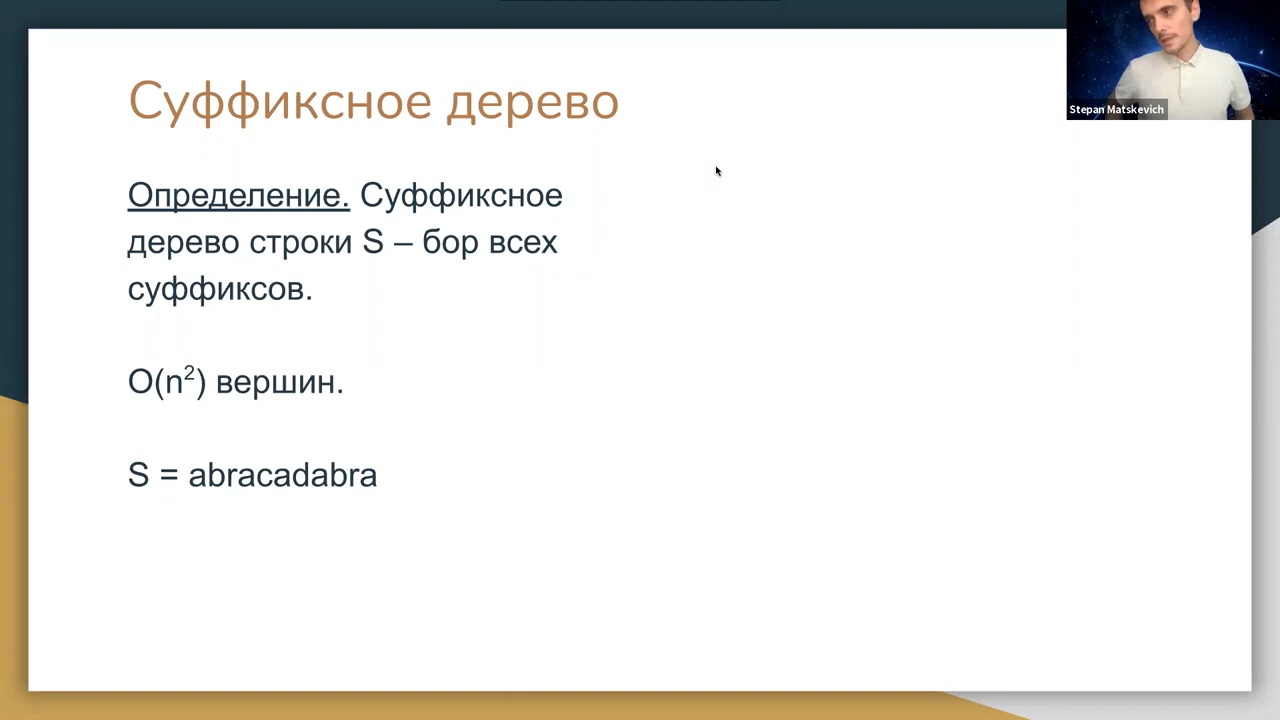 Суффиксное дерево
Stepan Matskevich
Определение. Суффиксное
дерево строки S – бор всех
суффиксов.
O(n²) вершин.
S = abracadabra